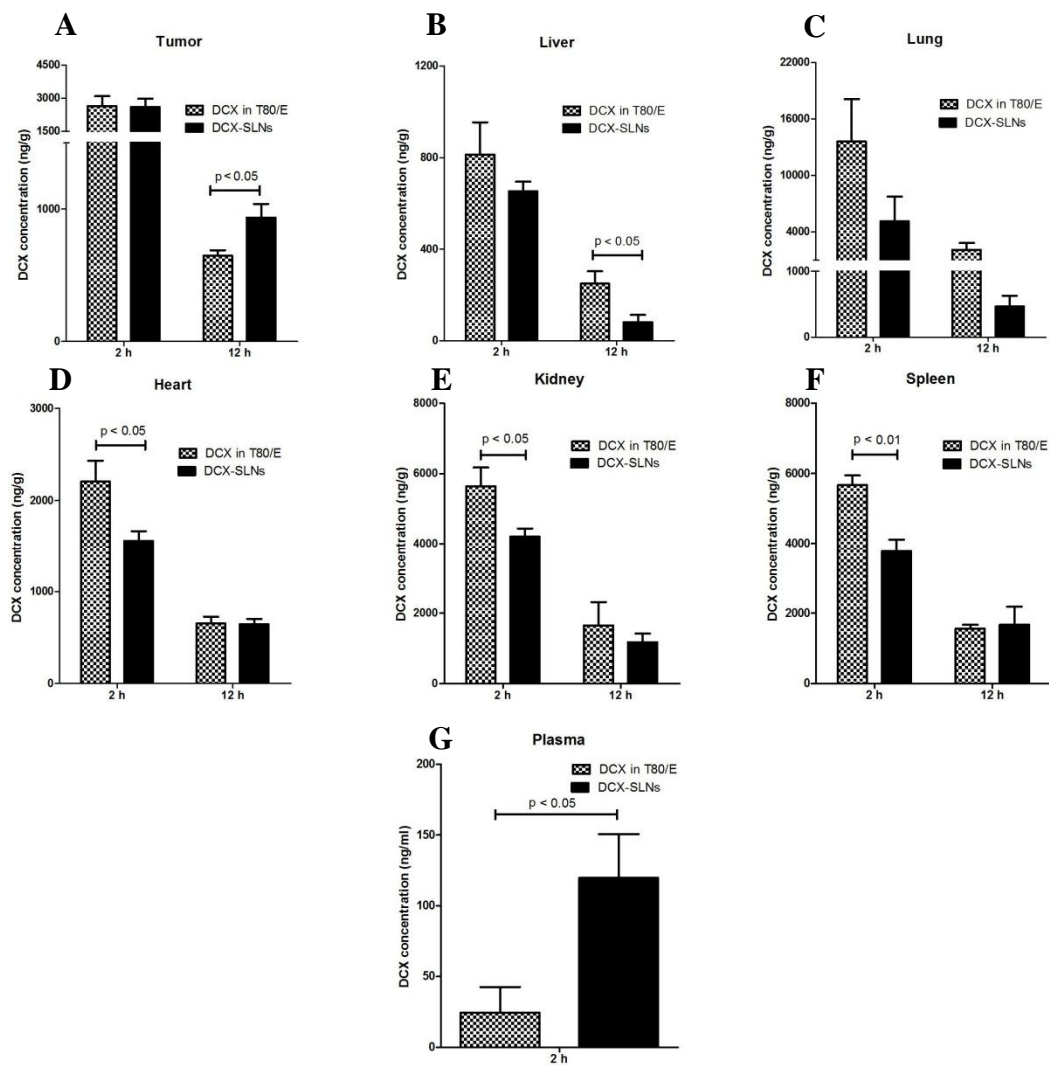 A
Tumor
DCX concentration (ng/g)
4500
3000
1500
1000
0
DCX in T80/E
DCX-SLNs
p < 0.05
2 h
12 h
B
Liver
DCX concentration (ng/g)
1200
800
400
0
DCX in T80/E
DCX-SLNs
p < 0.05
2 h
12 h
C
Lung
DCX concentration (ng/g)
22000
16000
10000
4000
1000
0
DCX in T80/E
DCX-SLNs
2 h
12 h
D
Heart
DCX concentration (ng/g)
3000
2000
1000
0
p < 0.05
DCX in T80/E
DCX-SLNs
2 h
12 h
E
Kidney
DCX concentration (ng/g)
8000
6000
4000
2000
0
p < 0.05
DCX in T80/E
DCX-SLNs
2 h
12 h
F
Spleen
DCX concentration (ng/g)
8000
6000
4000
2000
0
p < 0.01
DCX in T80/E
DCX-SLNs
2 h
12 h
G
Plasma
DCX concentration (ng/ml)
200
150
100
50
0
DCX in T80/E
DCX-SLNs
p < 0.05
2 h